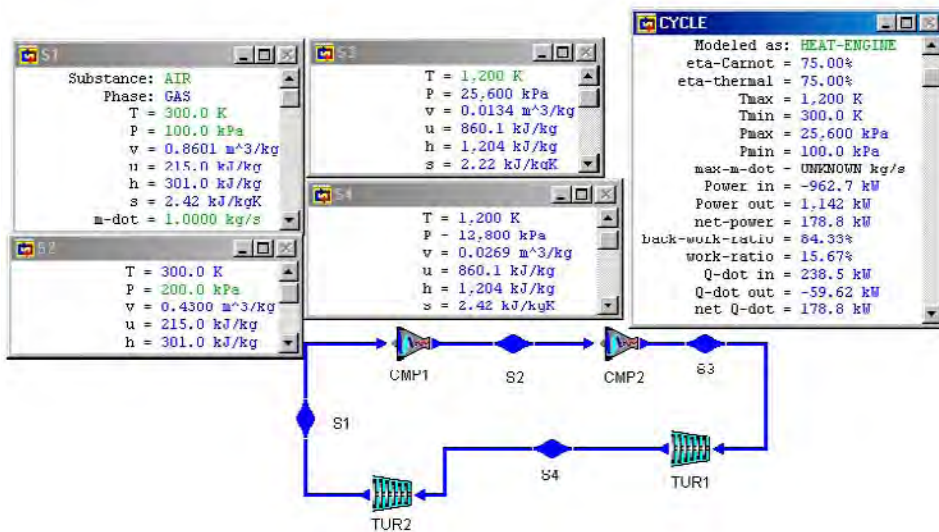 S1
Substance: AIR
Phase: GAS
T = 300.0 K
P = 100.0 kPa
v = 0.8601 m^3/kg
u = 215.0 kJ/kg
h = 301.0 kJ/kg
s = 2.42 kJ/kgK
m-dot = 1.0000 kg/s
S2
T = 300.0 K
P = 200.0 kPa
v = 0.4300 m^3/kg
u = 215.0 kJ/kg
h = 301.0 kJ/kg
S3
T = 1,200 K
P = 25,600 kPa
v = 0.0134 m^3/kg
u = 860.1 kJ/kg
h = 1,204 kJ/kg
s = 2.22 kJ/kgK
S4
T = 1,200 K
P = 12,800 kPa
v = 0.0269 m^3/kg
u = 860.1 kJ/kg
h = 1,204 kJ/kg
s = 2.42 kJ/kgK
CYCLE
Modeled as: HEAT-ENGINE
eta-Carnot = 75.00%
eta-thermal = 75.00%
Tmax = 1,200 K
Tmin = 300.0 K
Pmax = 25,600 kPa
Pmin = 100.0 kPa
max-m-dot = UNKNOWN kg/s
Power in = -962.7 kW
Power out = 1,142 kW
net-power = 178.8 kW
back-work-ratio = 84.33%
work-ratio = 15.67%
Q-dot in = 238.5 kW
Q-dot out = -59.62 kW
net Q-dot = 178.8 kW
CMP1
S2
CMP2
S3
S1
S4
TUR1
TUR2